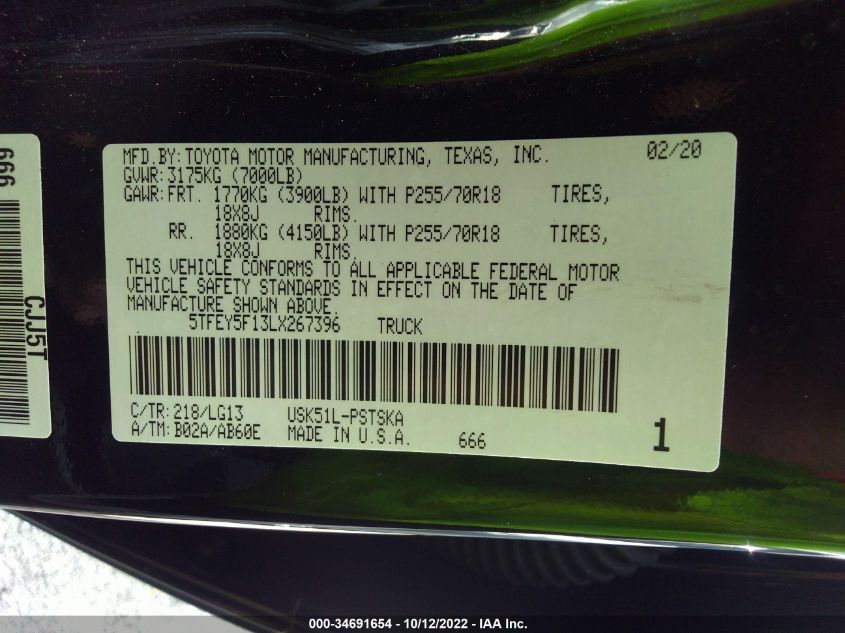 MFD.BY: TOYOTA MOTOR MANUFACTURING, TEXAS, INC. 02/20
GVWR: 3175KG (7000LB)
GAWR: FRT. 1770KG (3900LB) WITH P255/70R18 TIRES,
18X8J RIMS.
RR. 1880KG (4150LB) WITH P255/70R18 TIRES,
18X8J RIMS.
THIS VEHICLE CONFORMS TO ALL APPLICABLE FEDERAL MOTOR
VEHICLE SAFETY STANDARDS IN EFFECT ON THE DATE OF
MANUFACTURE SHOWN ABOVE.
5TFEY5F13LX267396 TRUCK
C/TR: 218/LG13 USK51L-PSTSKA
A/TM: B02A/AB60E MADE IN U.S.A. 666 1
666
CJJ5T
000-34691654 - 10/12/2022 - IAA Inc.